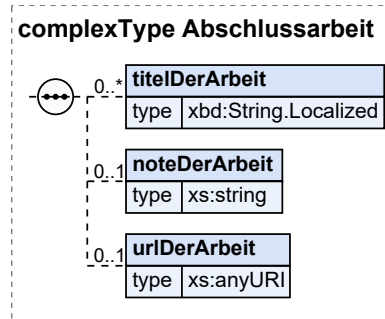 complexType Abschlussarbeit
0..* titelDerArbeit
type xbd:String.Localized
0..1 noteDerArbeit
type xs:string
0..1 urlDerArbeit
type xs:anyURI